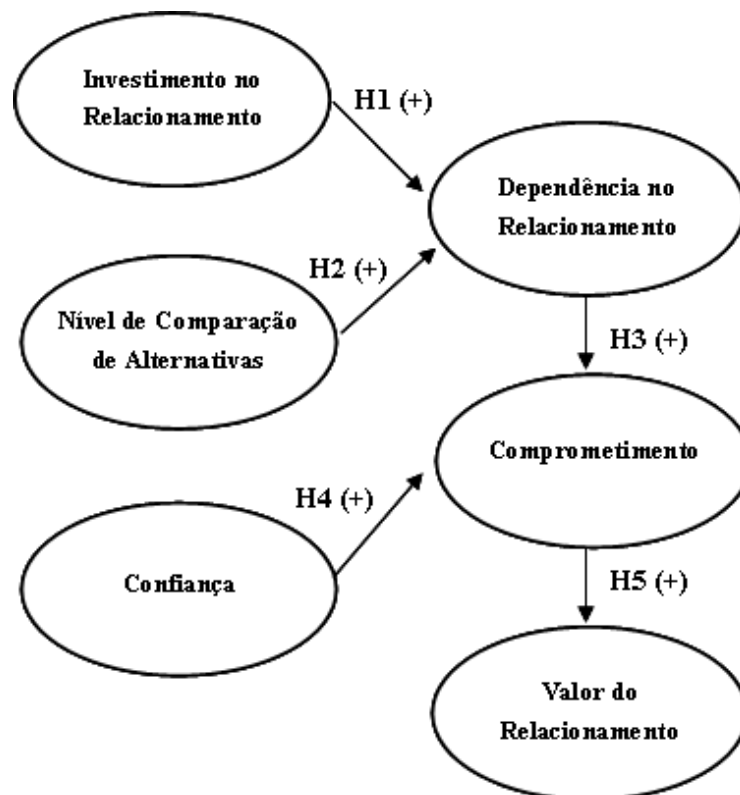 Investimento no
Relacionamento
H1 (+)
Dependência no
Relacionamento
H2 (+)
Nível de Comparação
de Alternativas
H3 (+)
Comprometimento
H4 (+)
Confiança
H5 (+)
Valor do
Relacionamento